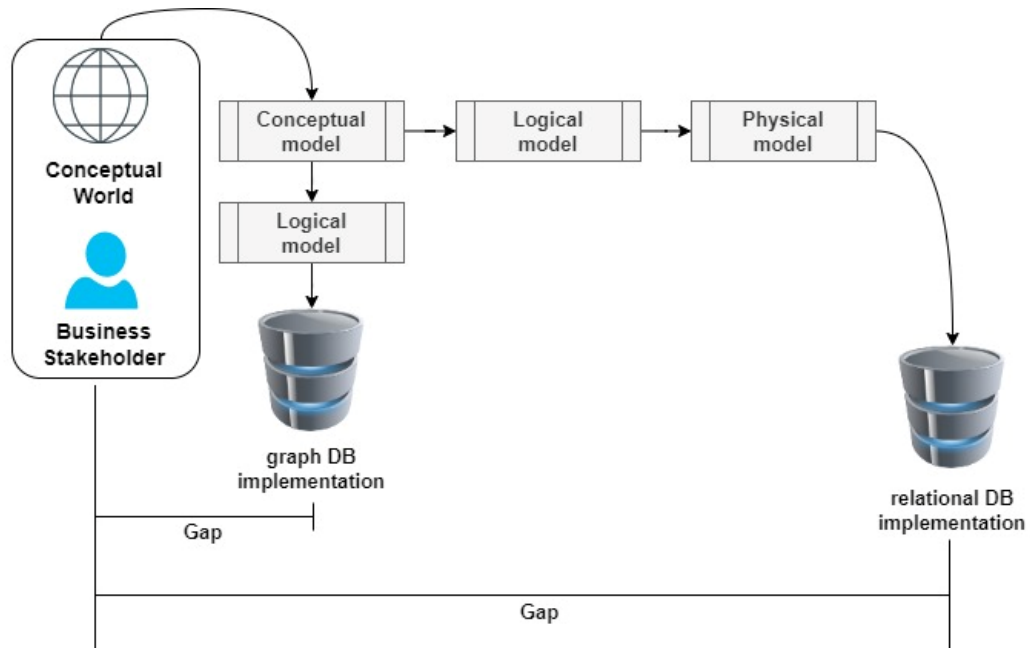 Conceptual
World
Business
Stakeholder
Conceptual
model
Logical
model
Physical
model
Logical
model
graph DB
implementation
relational DB
implementation
Gap
Gap